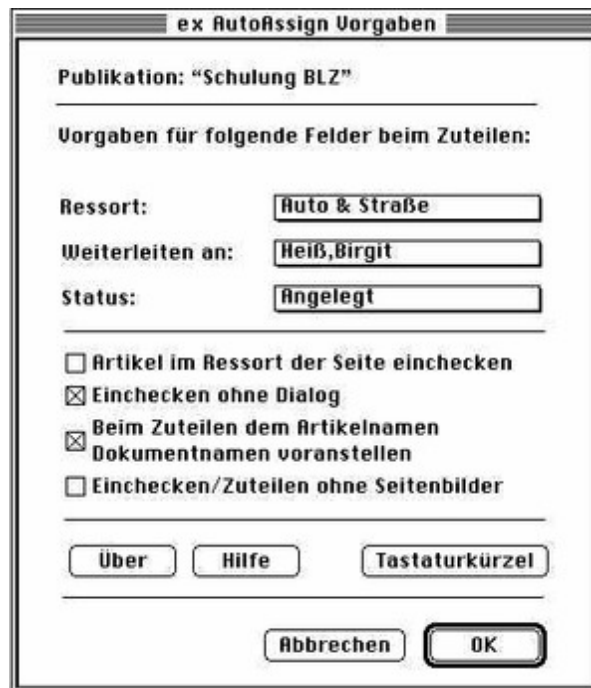 ex AutoAssign Vorgaben
Publikation: “Schulung BLZ”
Vorgaben für folgende Felder beim Zuteilen:
Ressort: Auto & Straße
Weiterleiten an: Heiß,Birgit
Status: Angelegt
Artikel im Ressort der Seite einchecken
Einchecken ohne Dialog
Beim Zuteilen dem Artikelnamen
Dokumentnamen voranstellen
Einchecken/Zuteilen ohne Seitenbilder
Über Hilfe Tastaturkürzel
Abbrechen OK